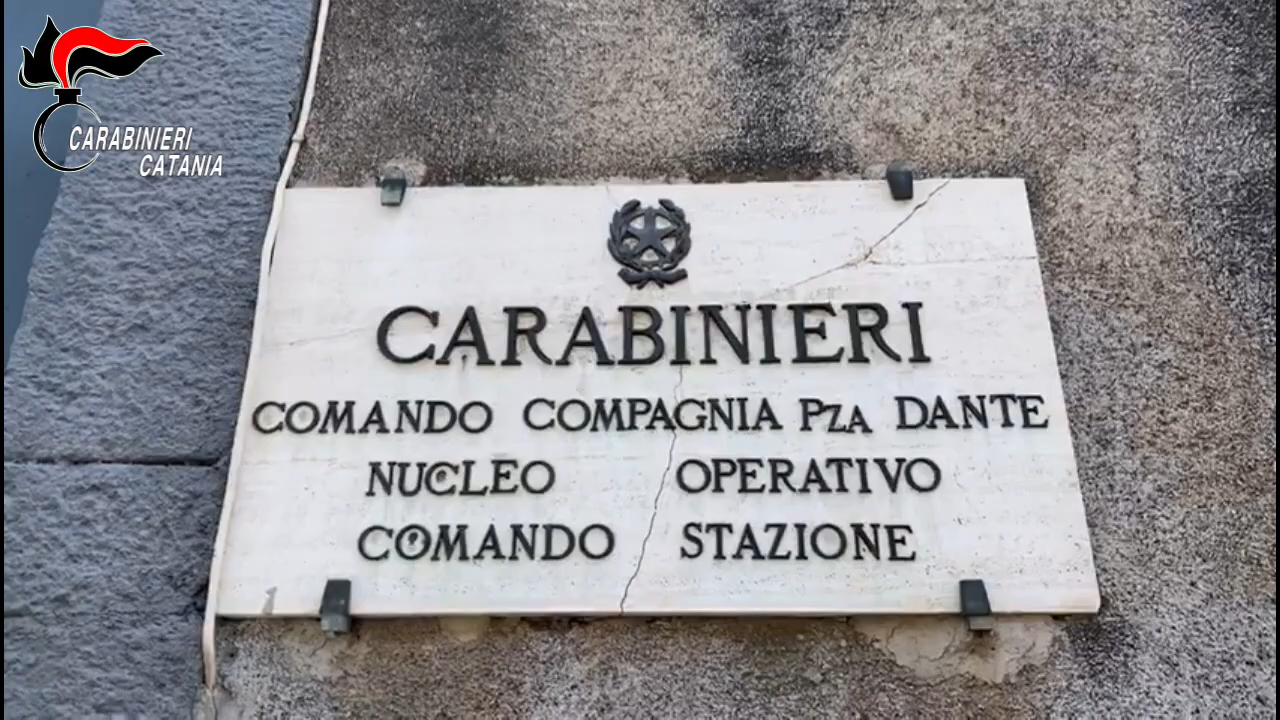 CARABINIERI
CATANIA
CARABINIERI
COMANDO COMPAGNIA PZA DANTE
NUCLEO OPERATIVO
COMANDO STAZIONE